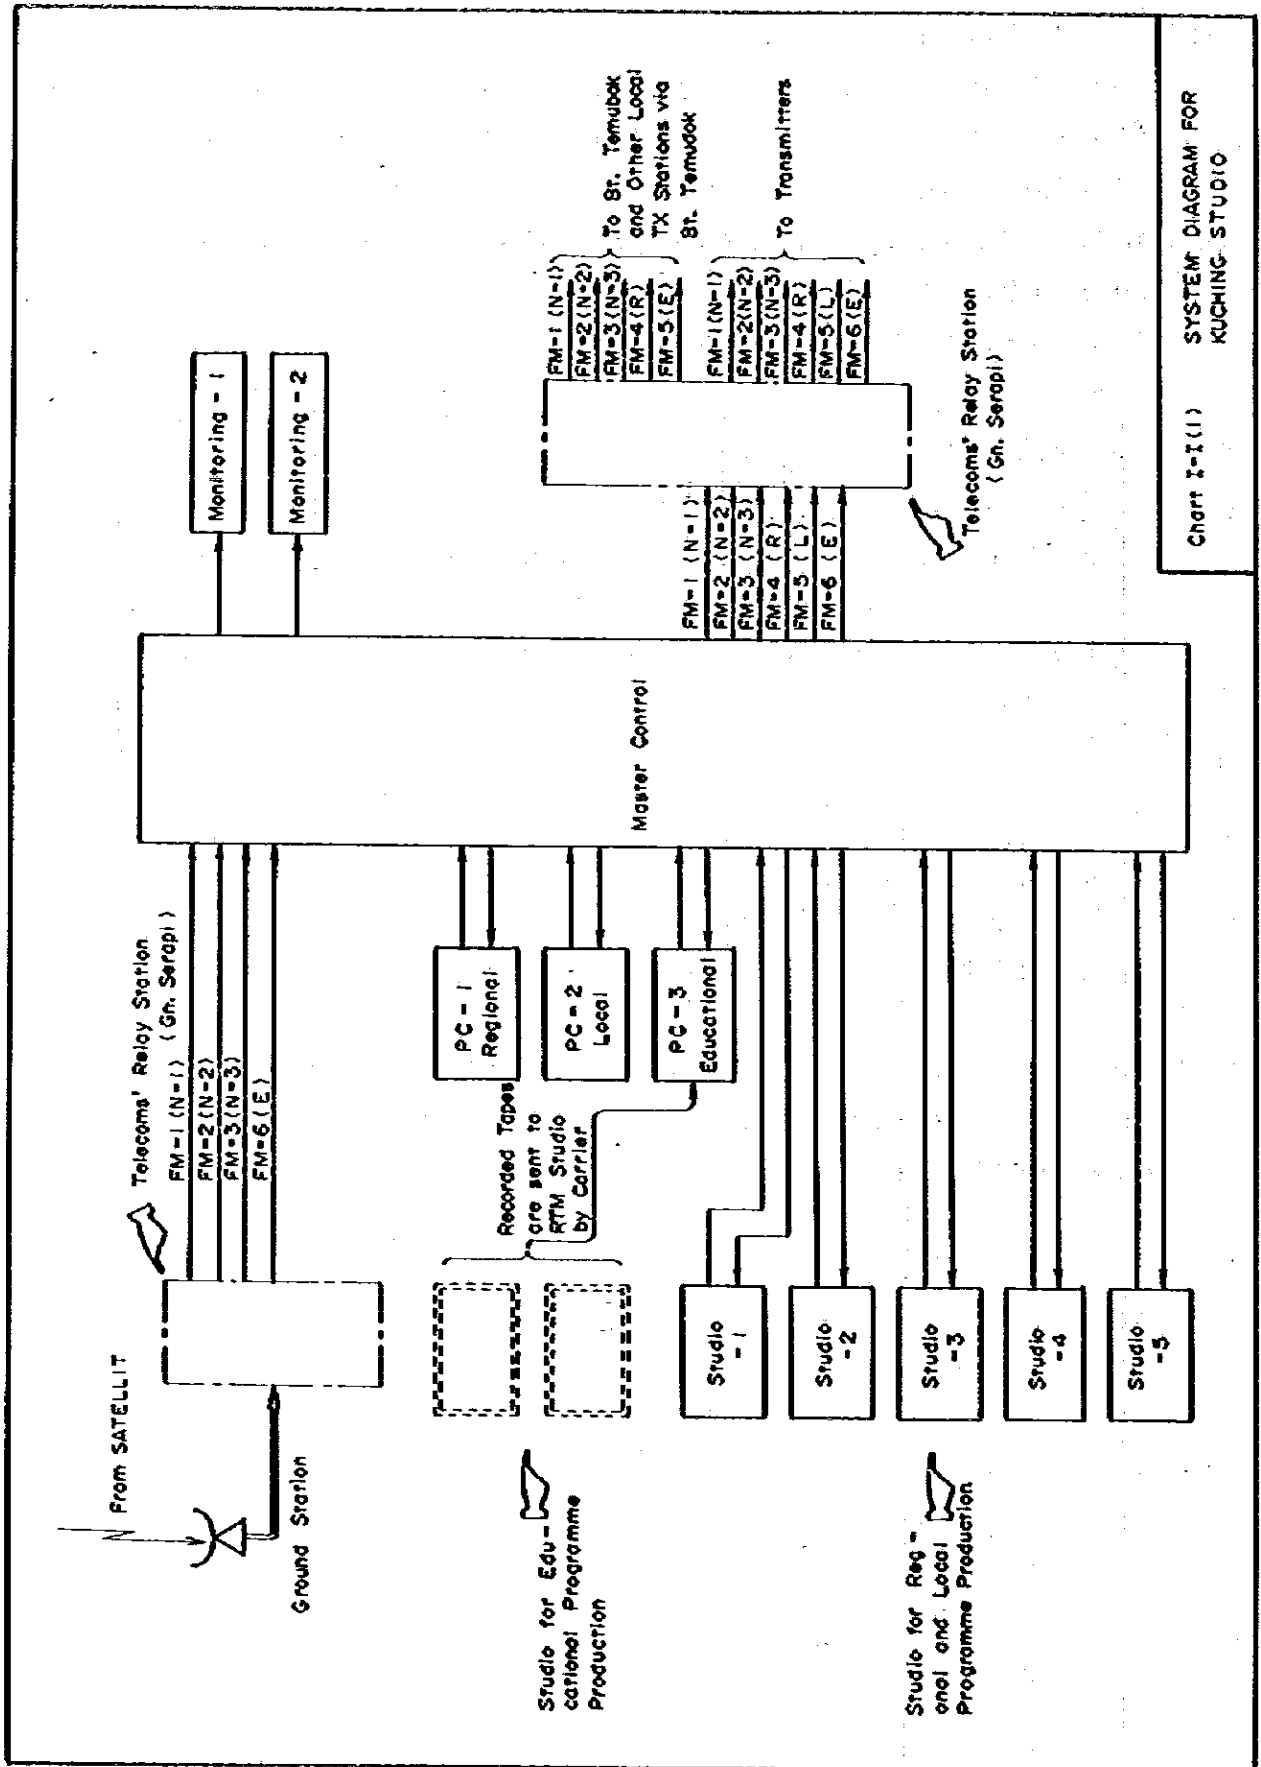 From SATELLIT
Ground Station
Telecoms' Relay Station
(Gn. Serapi)
FM-1 (N-1)
FM-2 (N-2)
FM-3 (N-3)
FM-6 (E)
Monitoring - 1
Monitoring - 2
Studio for Edu-
cational Programme
Production
Recorded Tapes
are sent to
RTM Studio
by Carrier
PC - 1
Regional
PC - 2
Local
PC - 3
Educational
Master Control
Studio for Reg-
onal and Local
Programme Production
Studio
-1
Studio
-2
Studio
-3
Studio
-4
Studio
-5
FM-1 (N-1)
FM-2 (N-2)
FM-3 (N-3)
FM-4 (R)
FM-5 (L)
FM-6 (E)
Telecoms' Relay Station
(Gn. Serapi)
FM-1 (N-1)
FM-2 (N-2)
FM-3 (N-3)
FM-4 (R)
FM-5 (E)
To Bt. Temubok
and Other Local
TX Stations via
Bt. Temudok
FM-1 (N-1)
FM-2 (N-2)
FM-3 (N-3)
FM-4 (R)
FM-5 (L)
FM-6 (E)
To Transmitters
Chart I-I(1)
SYSTEM DIAGRAM FOR
KUCHING STUDIO